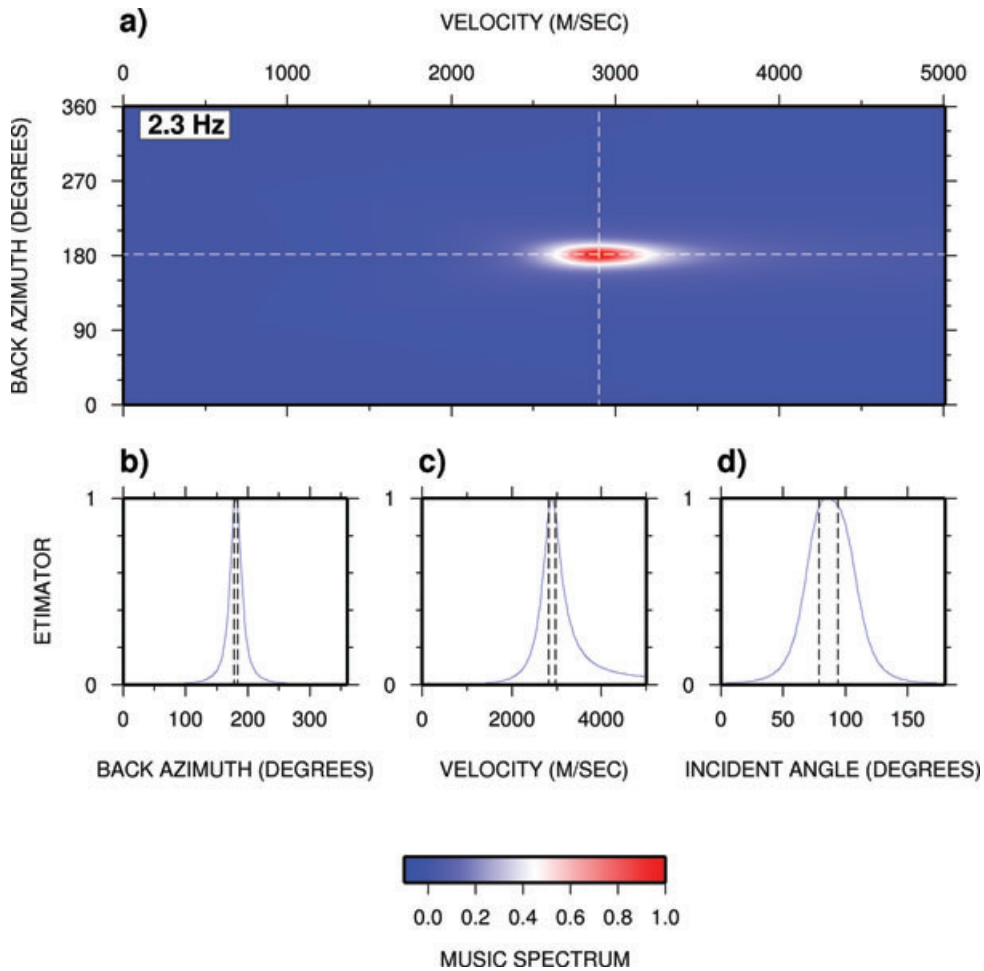 a)
VELOCITY (M/SEC)
0 1000 2000 3000 4000 5000
2.3 Hz
BACK AZIMUTH (DEGREES)
360
270
180
90
0
b)
c)
d)
ETIMATOR
1
0
0 100 200 300
BACK AZIMUTH (DEGREES)
1
0
0 2000 4000
VELOCITY (M/SEC)
1
0
0 50 100 150
INCIDENT ANGLE (DEGREES)
0.0 0.2 0.4 0.6 0.8 1.0
MUSIC SPECTRUM